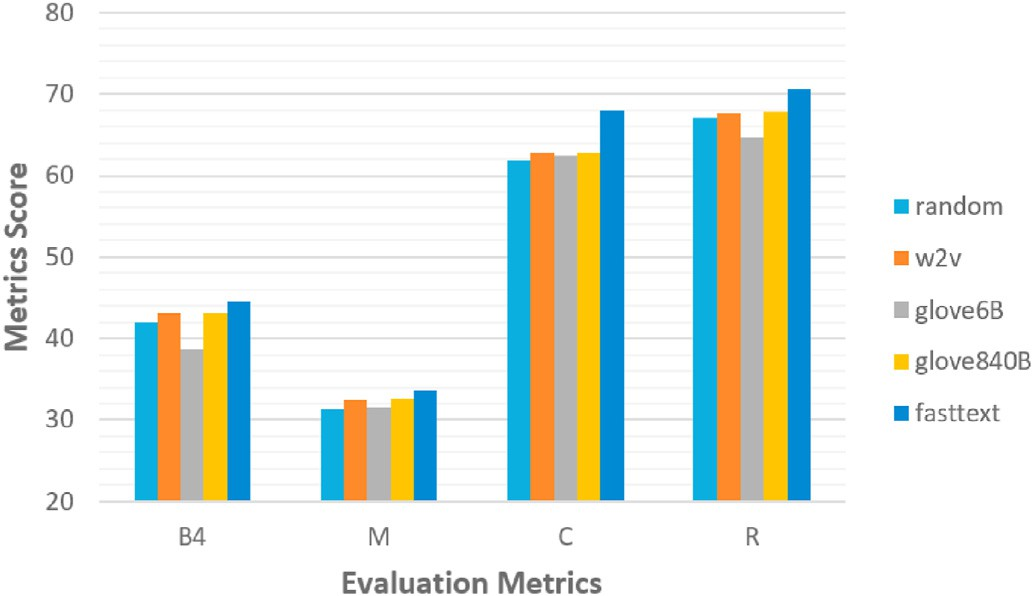 80
70
60
50
40
30
20
Metrics Score
B4
M
C
R
Evaluation Metrics
random
w2v
glove6B
glove840B
fasttext